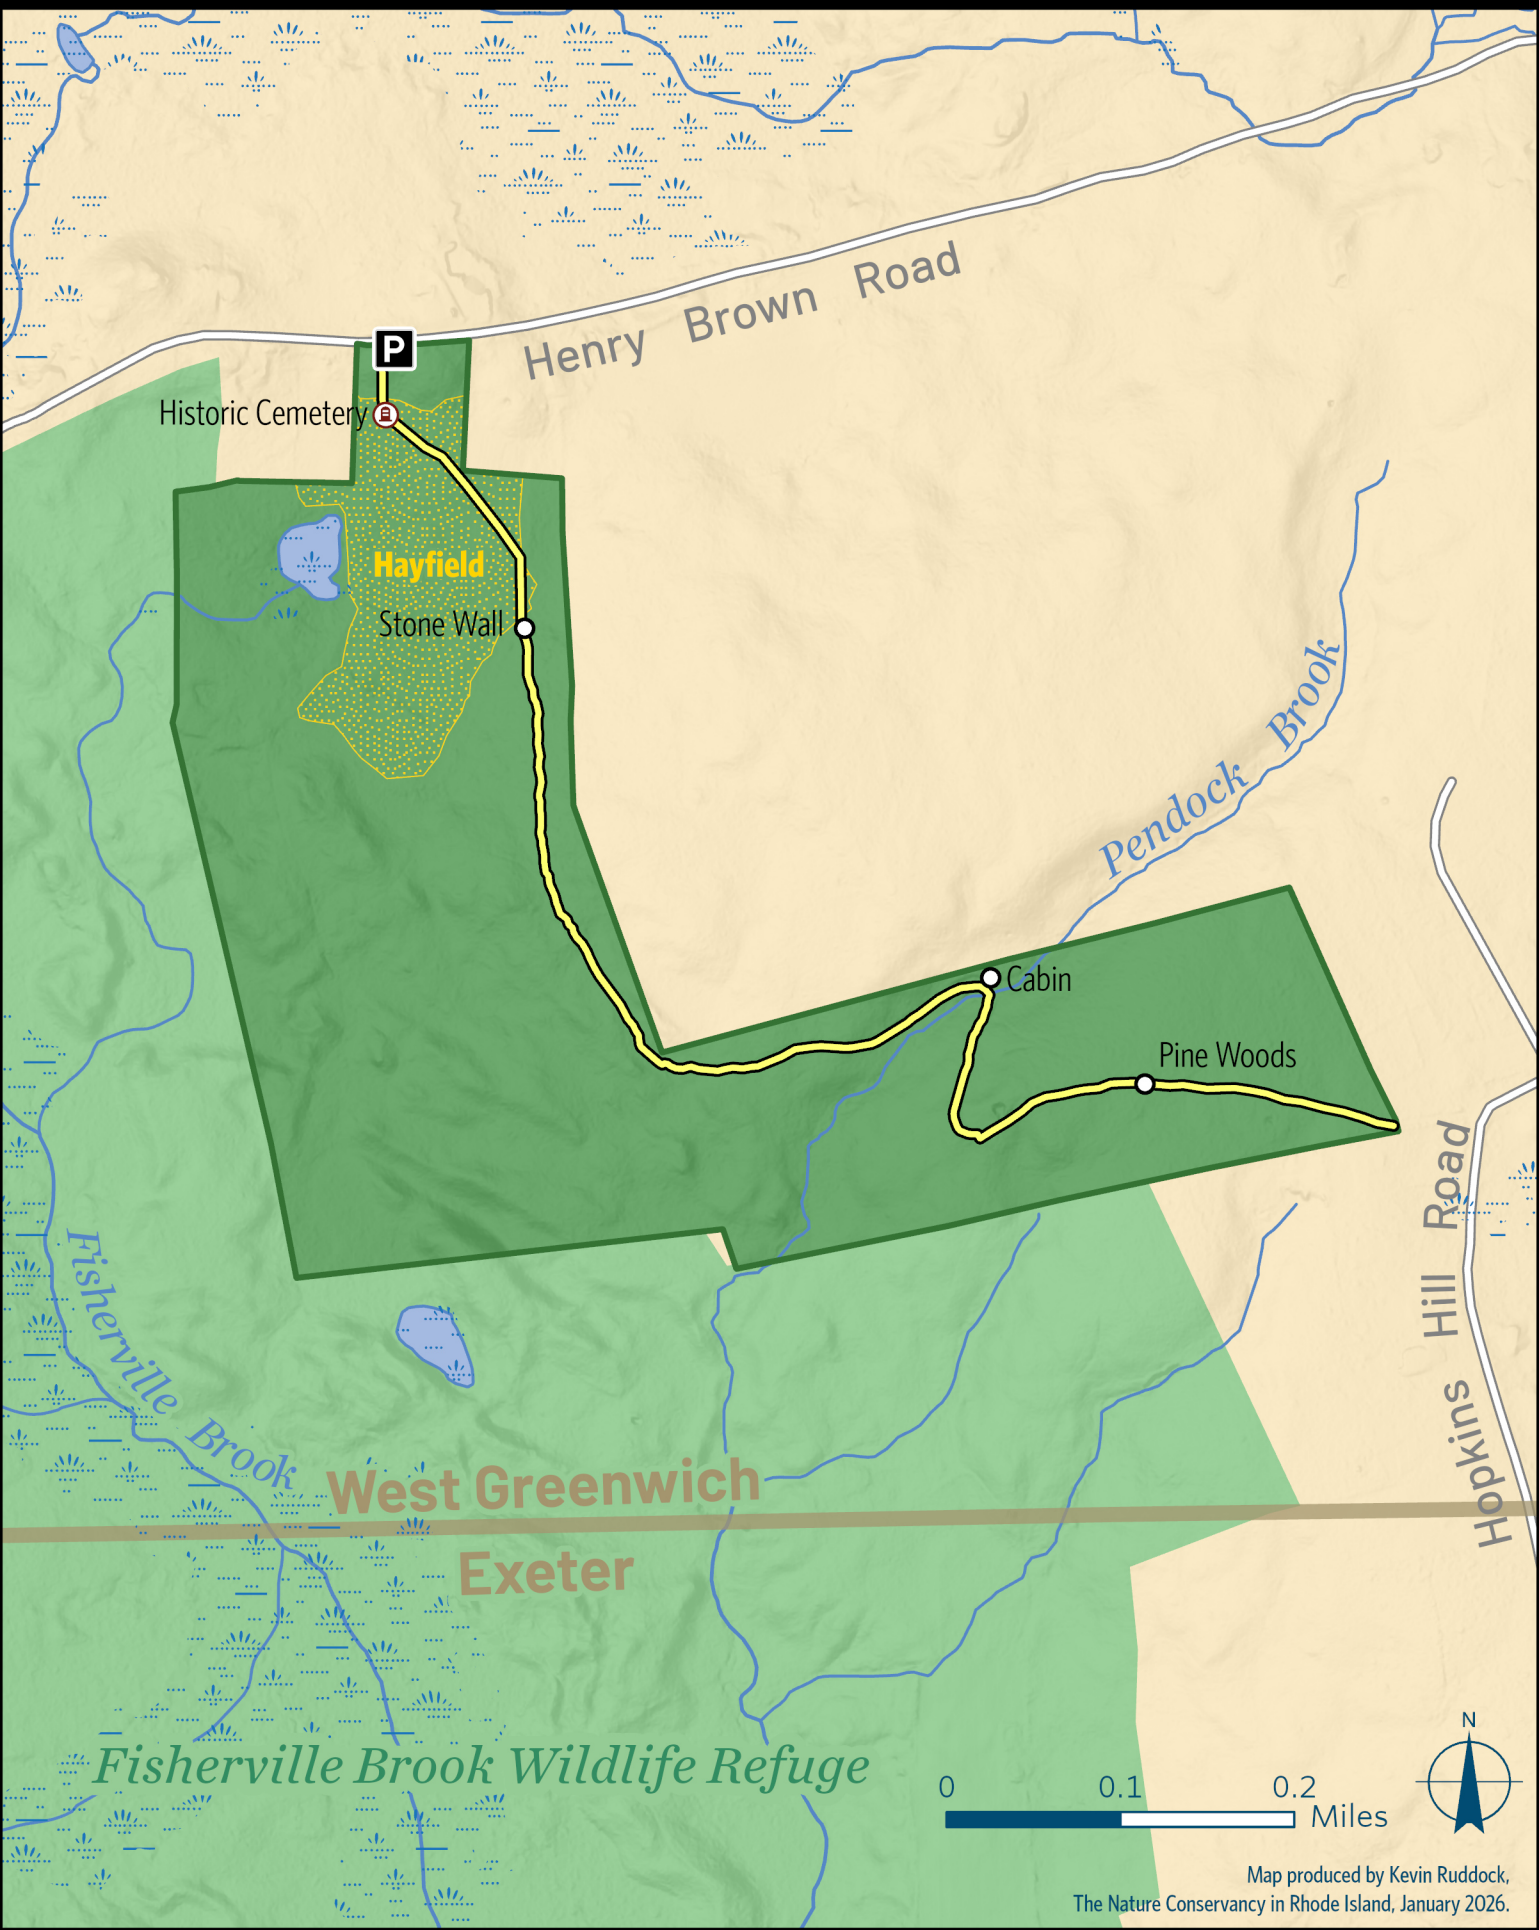 Henry Brown Road
P
Historic Cemetery
Hayfield
Stone Wall
Pendock Brook
Cabin
Pine Woods
Hopkins Hill Road
Fisherville Brook
West Greenwich
Exeter
Fisherville Brook Wildlife Refuge
N
0 0.1 0.2
Miles
Map produced by Kevin Ruddock,
The Nature Conservancy in Rhode Island, January 2026.